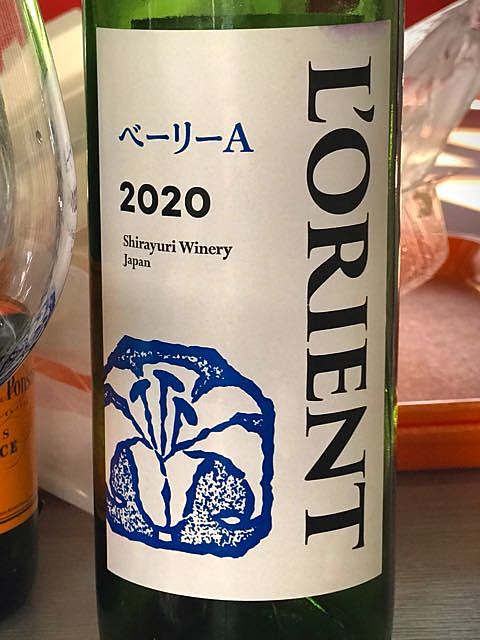 ベーリーA
2020
Shirayuri Winery
Japan
L'ORIENT